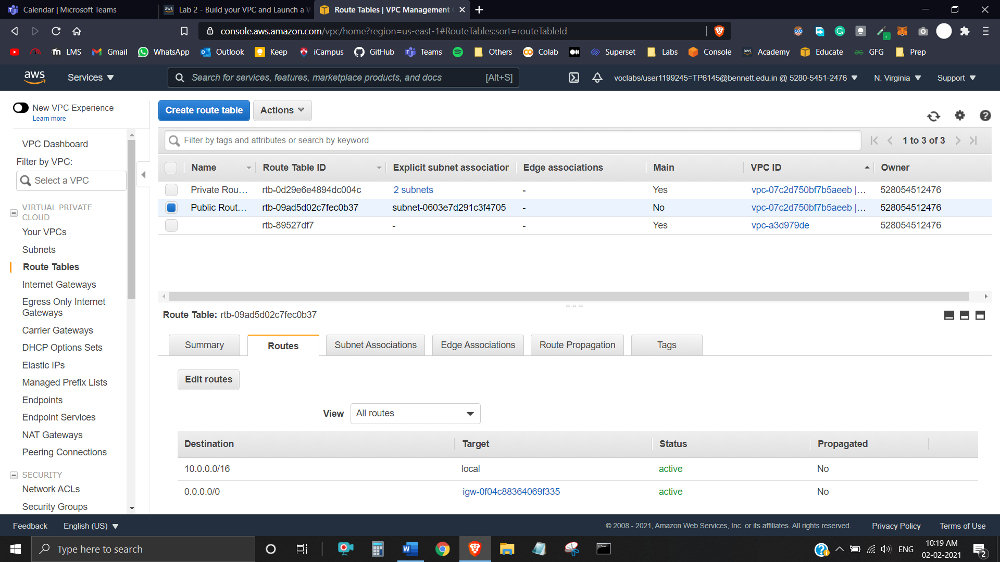 Calendar | Microsoft Teams
aws Lab 2 - Build your VPC and Launch a W
Route Tables | VPC Management
console.aws.amazon.com/vpc/home?region=us-east-1#RouteTables:sort=routeTableId
LMS Gmail WhatsApp Outlook Keep iCampus GitHub Teams Others Colab Superset Labs Console aws Academy Educate GFG Prep
aws Services Search for services, features, marketplace products, and docs [Alt+S] voclabs/user1199245=TP6145@bennett.edu.in @ 5280-5451-2476 N. Virginia Support
New VPC Experience
Learn more
VPC Dashboard
Filter by VPC:
Select a VPC
VIRTUAL PRIVATE
CLOUD
Your VPCs
Subnets
Route Tables
Internet Gateways
Egress Only Internet
Gateways
Carrier Gateways
DHCP Options Sets
Elastic IPs
Managed Prefix Lists
Endpoints
Endpoint Services
NAT Gateways
Peering Connections
SECURITY
Network ACLs
Security Groups
Create route table Actions
Filter by tags and attributes or search by keyword 1 to 3 of 3
Name Route Table ID Explicit subnet association Edge associations Main VPC ID Owner
Private Rou… rtb-0d29e6e4894dc004c 2 subnets - Yes vpc-07c2d750bf7b5aeeb |… 528054512476
Public Rout… rtb-09ad5d02c7fec0b37 subnet-0603e7d291c3f4705 - No vpc-07c2d750bf7b5aeeb |… 528054512476
rtb-89527df7 - - Yes vpc-a3d979de 528054512476
Route Table: rtb-09ad5d02c7fec0b37
Summary Routes Subnet Associations Edge Associations Route Propagation Tags
Edit routes
View All routes
Destination Target Status Propagated
10.0.0.0/16 local active No
0.0.0.0/0 igw-0f04c88364069f335 active No
Feedback English (US) © 2008 - 2021, Amazon Web Services, Inc. or its affiliates. All rights reserved. Privacy Policy Terms of Use
Type here to search
ENG
10:19 AM
02-02-2021
2